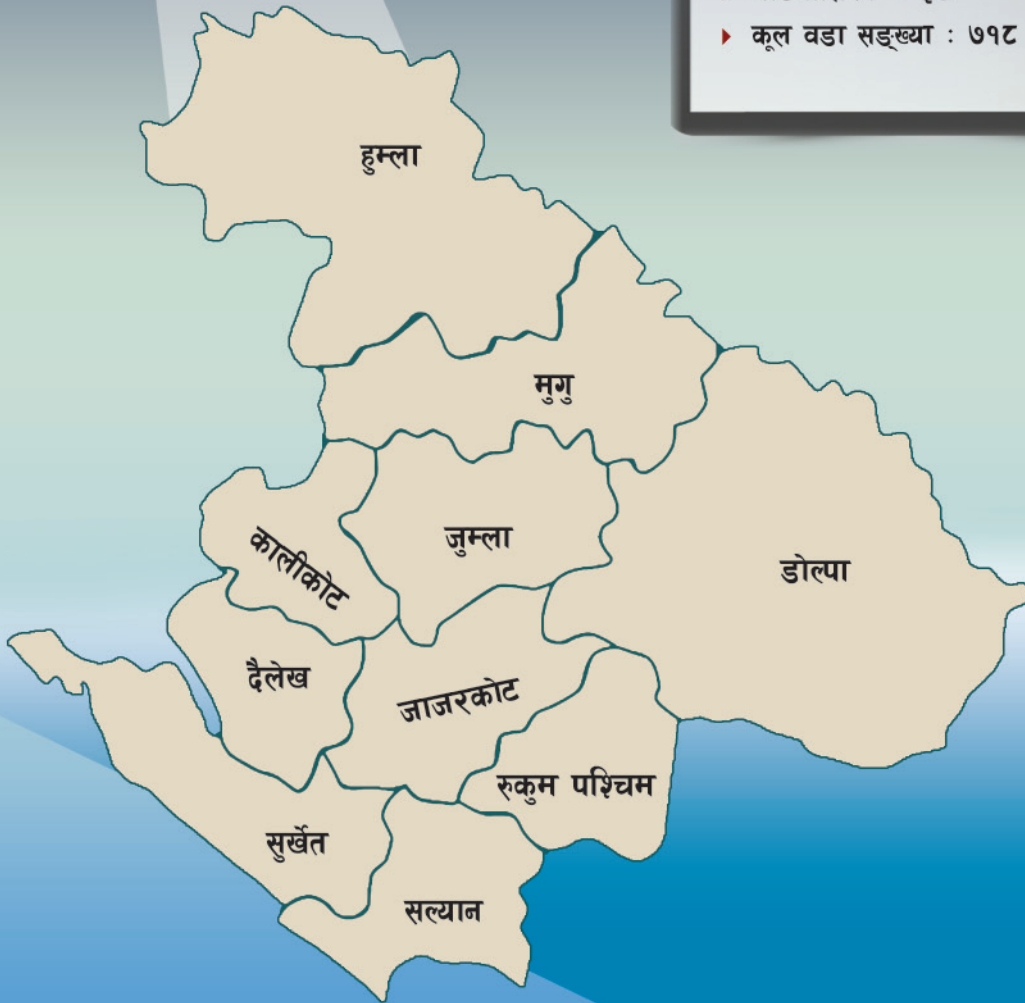 कूल वडा सङ्ख्या : ७१८
हुम्ला
मुगु
जुम्ला
कालीकोट
डोल्पा
दैलेख
जाजरकोट
रुकुम पश्चिम
सुर्खेत
सल्यान